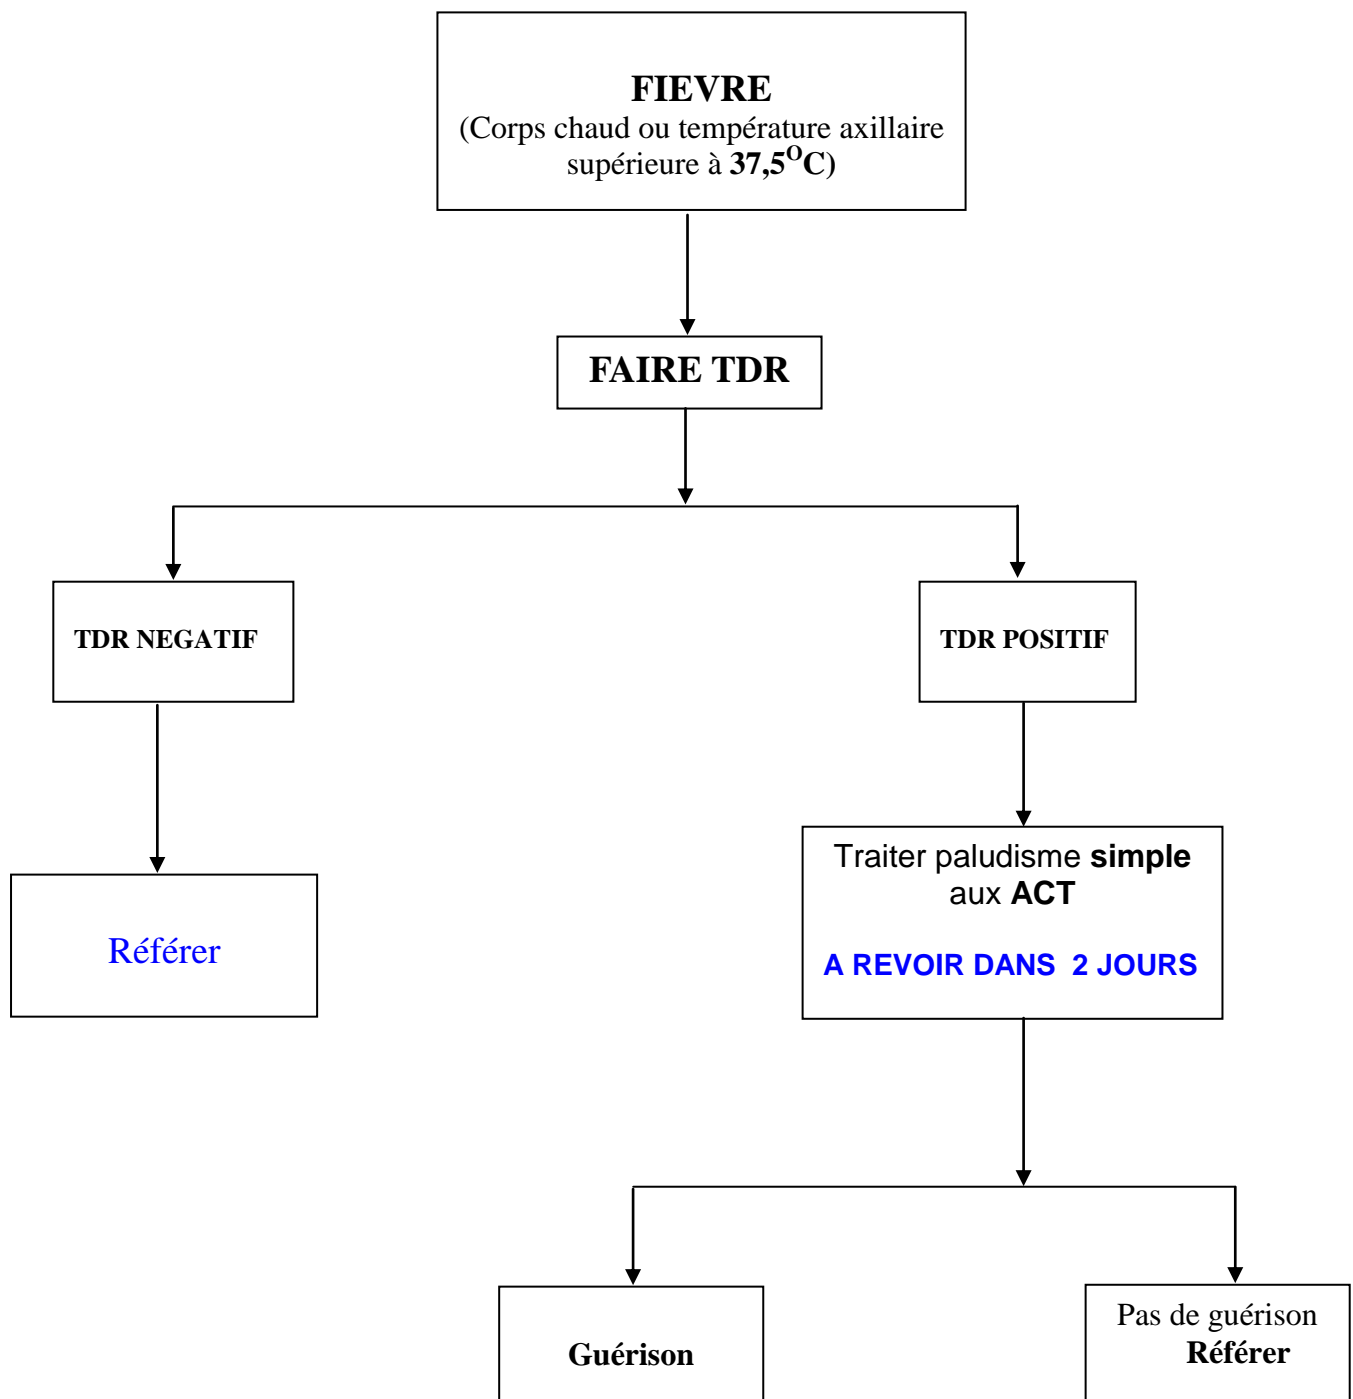 FIEVRE
(Corps chaud ou température axillaire
supérieure à 37,5ᴼC)
FAIRE TDR
TDR NEGATIF
TDR POSITIF
Référer
Traiter paludisme simple
aux ACT
A REVOIR DANS 2 JOURS
Guérison
Pas de guérison
Référer